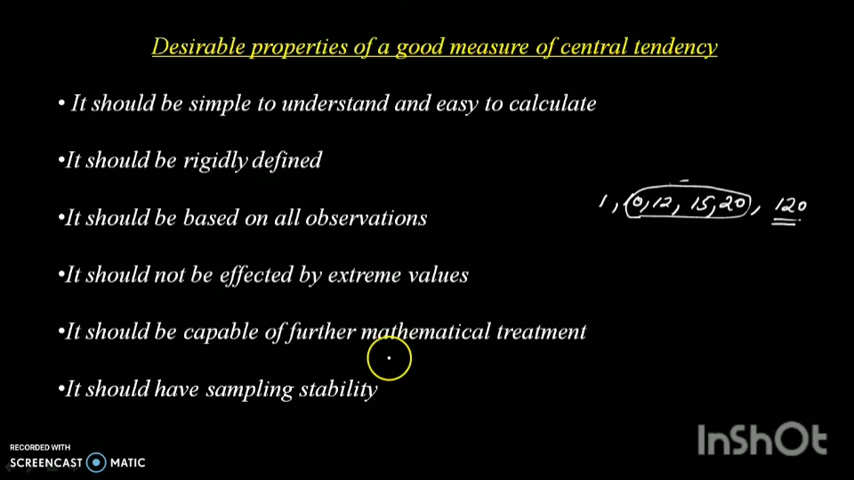 Desirable properties of a good measure of central tendency
• It should be simple to understand and easy to calculate
•It should be rigidly defined
1, 10,12, 15,20, 120
•It should be based on all observations
•It should not be effected by extreme values
•It should be capable of further mathematical treatment
•It should have sampling stability
RECORDED WITH
SCREENCAST MATIC
InShOt